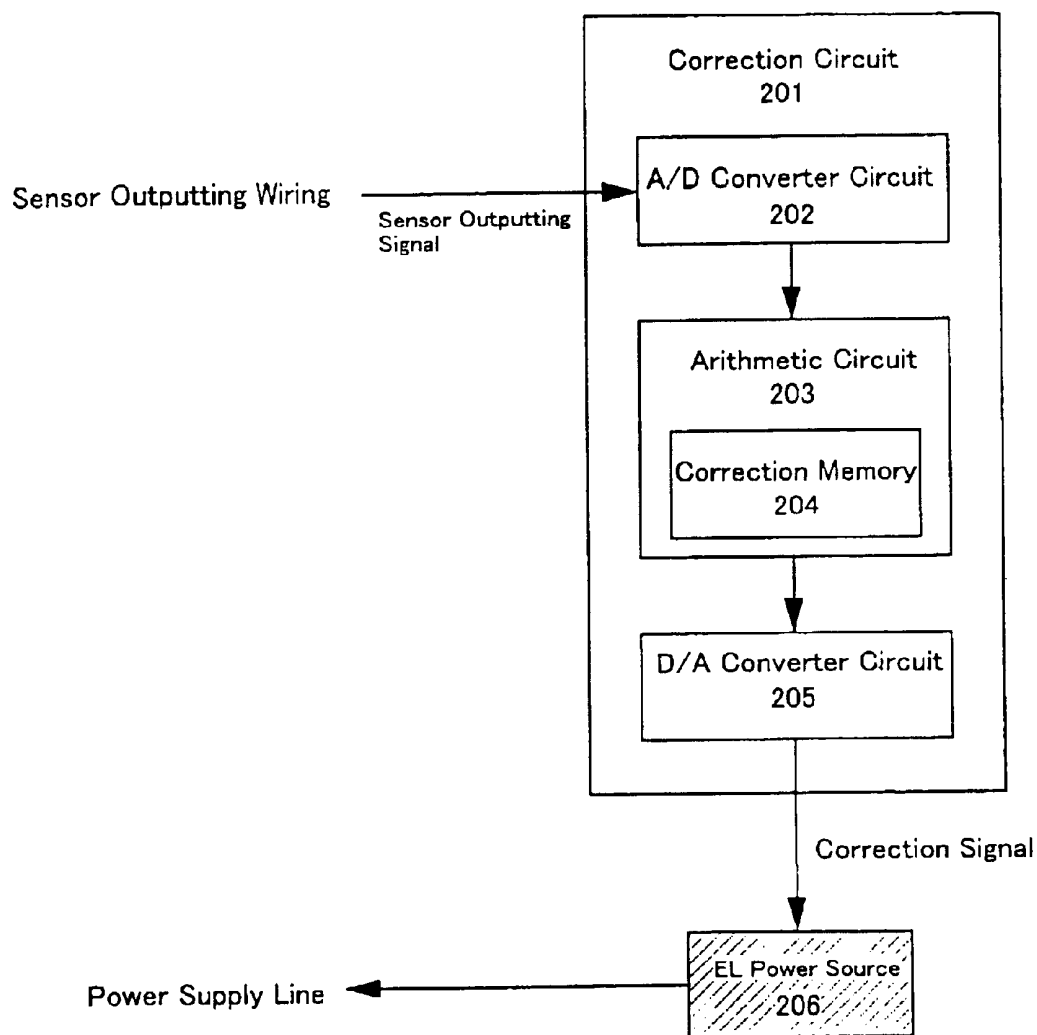 Correction Circuit
201
A/D Converter Circuit
202
Sensor Outputting Wiring
Sensor Outputting
Signal
Arithmetic Circuit
203
Correction Memory
204
D/A Converter Circuit
205
Correction Signal
EL Power Source
206
Power Supply Line